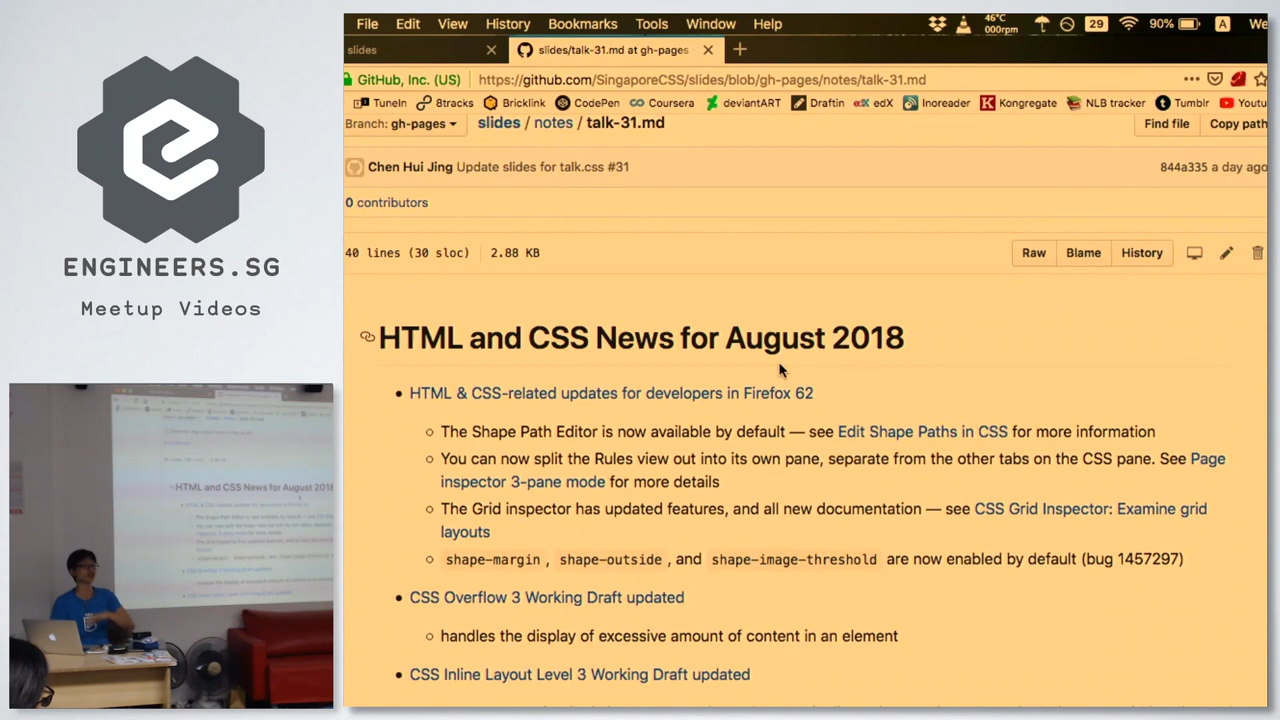 File Edit View History Bookmarks Tools Window Help 46°C 000rpm 29 90% A We
slides slides/talk-31.md at gh-pages
GitHub, Inc. (US) https://github.com/SingaporeCSS/slides/blob/gh-pages/notes/talk-31.md
TuneIn 8tracks Bricklink CodePen Coursera deviantART Draftin edX Inoreader Kongregate NLB tracker Tumblr Youtu
Branch: gh-pages slides / notes / talk-31.md Find file Copy path
Chen Hui Jing Update slides for talk.css #31 844a335 a day ago
0 contributors
40 lines (30 sloc) 2.88 KB Raw Blame History
HTML and CSS News for August 2018
HTML & CSS-related updates for developers in Firefox 62
The Shape Path Editor is now available by default — see Edit Shape Paths in CSS for more information
You can now split the Rules view out into its own pane, separate from the other tabs on the CSS pane. See Page
inspector 3-pane mode for more details
The Grid inspector has updated features, and all new documentation — see CSS Grid Inspector: Examine grid
layouts
shape-margin, shape-outside, and shape-image-threshold are now enabled by default (bug 1457297)
CSS Overflow 3 Working Draft updated
handles the display of excessive amount of content in an element
CSS Inline Layout Level 3 Working Draft updated
ENGINEERS.SG
Meetup Videos
HTML and CSS News for August 2018